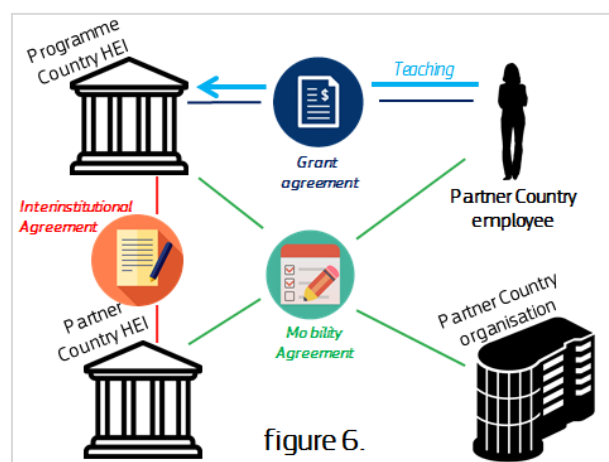 Programme
Country HEI
Teaching
Grant
agreement
Partner Country
employee
Interinstitutional
Agreement
Partner
Country HEI
Mobility
Agreement
Partner Country
organisation
figure 6.